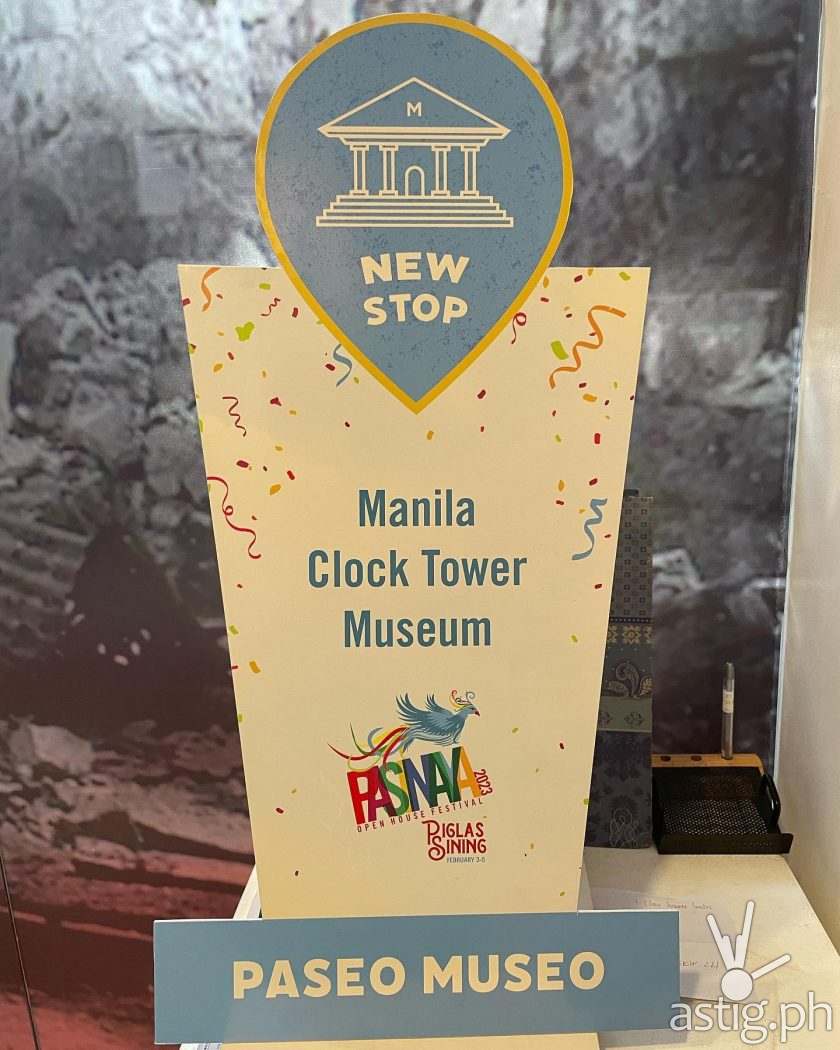 M
NEW
STOP
Manila
Clock Tower
Museum
PASINAYA 2023
OPEN HOUSE FESTIVAL
PIGLAS
SINING
FEBRUARY 3-5
PASEO MUSEO
astig.ph